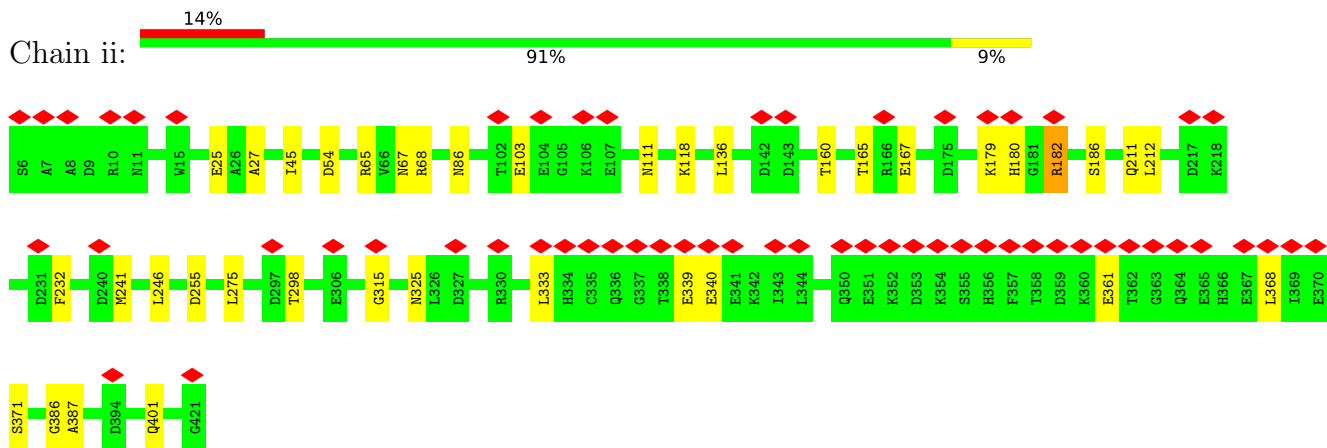 14%
Chain ii:
91%
9%
S6 A7 A8 D9 R10 N11 W15 E25 A26 A27 I45 D54 R65 V66 N67 R68 N86 T102 E103 E104 G105 K106 E107 N111 K118 L136 D142 D143 T160 T165 R166 E167 D175 K179 H180 G181 R182 S186 Q211 L212 D217 K218
D231 F232 D240 M241 L246 D255 L275 D297 T298 E306 G315 N325 L326 D327 R330 L333 H334 C335 Q336 G337 T338 E339 E340 E341 K342 I343 L344 Q350 E351 K352 D353 K354 S355 H356 F357 T358 D359 K360 E361 T362 G363 Q364 E365 H366 E367 L368 I369 E370
S371 G386 A387 D394 Q401 G421